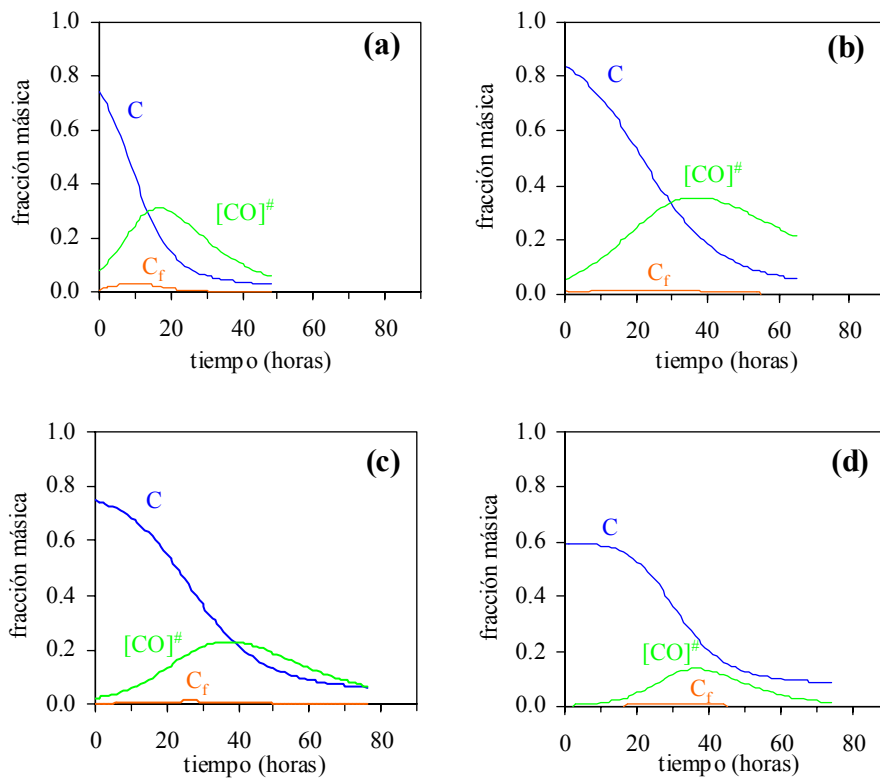 1.0
0.8
0.6
0.4
0.2
0.0
fracción másica
(a)
C
[CO]#
Cf
0 20 40 60 80
tiempo (horas)
1.0
0.8
0.6
0.4
0.2
0.0
fracción másica
(b)
C
[CO]#
Cf
0 20 40 60 80
tiempo (horas)
1.0
0.8
0.6
0.4
0.2
0.0
fracción másica
(c)
C
[CO]#
Cf
0 20 40 60 80
tiempo (horas)
1.0
0.8
0.6
0.4
0.2
0.0
fracción másica
(d)
C
[CO]#
Cf
0 20 40 60 80
tiempo (horas)